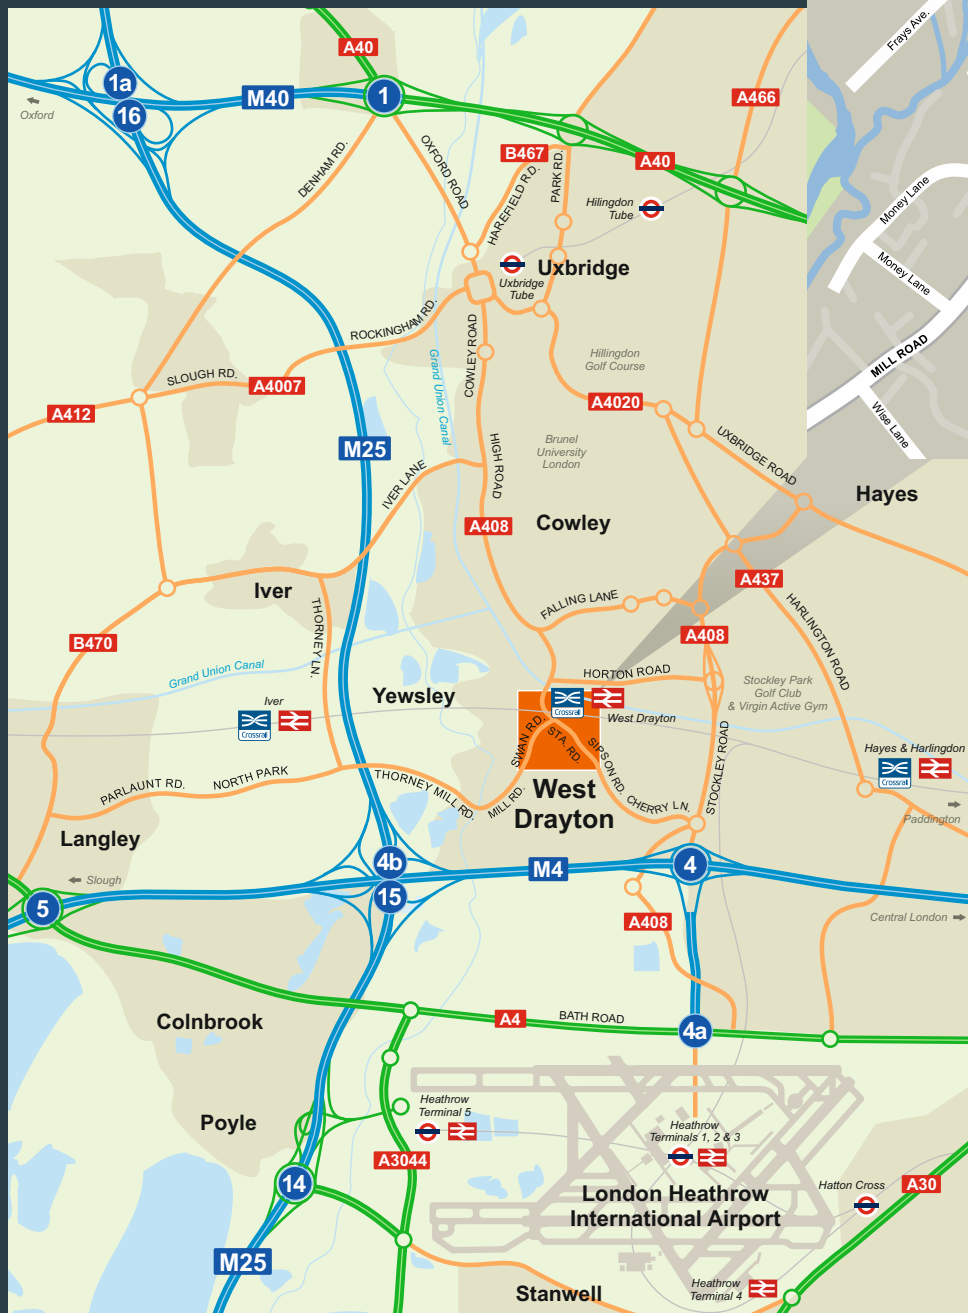 Frays Ave.
A40
1a
M40
1
16
A466
Oxford
DENHAM RD.
OXFORD ROAD
B467
HAREFIELD RD.
PARK RD.
A40
Money Lane
Hilingdon
Tube
Uxbridge
Uxbridge
Tube
Money Lane
ROCKINGHAM RD.
COWLEY ROAD
MILL ROAD
Grand Union Canal
Hillingdon
Golf Course
SLOUGH RD.
A4007
A412
A4020
Wise Lane
M25
HIGH ROAD
Brunel
University
London
UXBRIDGE ROAD
IVER LANE
Hayes
A408
Cowley
Iver
A437
FALLING LANE
THORNEY LN.
HARLINGTON ROAD
B470
A408
Grand Union Canal
HORTON ROAD
Yewsley
Stockley Park
Golf Club
& Virgin Active Gym
Iver
Crossrail
Crossrail
West Drayton
SWAN RD.
STA. RD.
SIPSON RD.
STOCKLEY ROAD
Hayes & Harlingdon
Crossrail
PARLAUNT RD.
NORTH PARK
THORNEY MILL RD.
MILL RD.
West
Drayton
CHERRY LN.
Paddington
Langley
4b
M4
4
Slough
15
5
A408
Central London
Colnbrook
A4
BATH ROAD
4a
Heathrow
Terminal 5
Poyle
Heathrow
Terminals 1, 2 & 3
A3044
14
London Heathrow
International Airport
Hatton Cross
A30
M25
Stanwell
Heathrow
Terminal 4